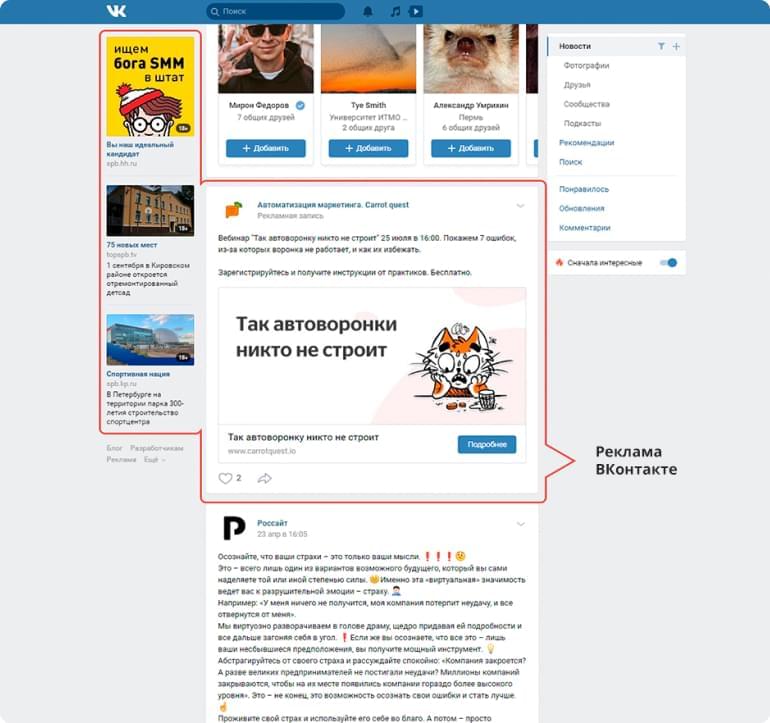 Поиск
ищем
бога SMM
в штат
18+
Вы наш идеальный
кандидат
spb.hh.ru
18+
75 новых мест
topspb.tv
1 сентября в Кировском
районе откроется
отремонтированный
детсад
18+
Спортивная нация
spb.kp.ru
В Петербурге на
территории парка 300-
летия строительство
спортцентра
Блог Разработчикам
Реклама Ещё
Мирон Федоров
7 общих друзей
+ Добавить
Tye Smith
Университет ИТМО ...
2 общих друга
+ Добавить
Александр Умрихин
Пермь
6 общих друзей
+ Добавить
Автоматизация маркетинга. Carrot quest
Рекламная запись
Вебинар "Так автоворонку никто не строит" 25 июля в 16:00. Покажем 7 ошибок,
из-за которых воронка не работает, и как их избежать.
Зарегистрируйтесь и получите инструкции от практиков. Бесплатно.
Так автоворонки
никто не строит
Так автоворонку никто не строит
www.carrotquest.io
Подробнее
2
Россайт
23 апр в 16:05
Осознайте, что ваши страхи – это только ваши мысли. ❗❗❗
Это – всего лишь один из вариантов возможного будущего, который вы сами
наделяете той или иной степенью силы. Именно эта «виртуальная» значимость
ведет вас к разрушительной эмоции – страху.
Например: «У меня ничего не получится, моя компания потерпит неудачу, и все
отвернутся от меня».
Мы виртуозно разворачиваем в голове драму, щедро придавая ей подробности и
все дальше загоняя себя в угол. ❗Если же вы осознаете, что все это – лишь
ваши несбывшиеся предположения, вы получите мощный инструмент.
Абстрагируйтесь от своего страха и рассуждайте спокойно: «Компания закроется?
А разве великих предпринимателей не постигали неудачи? Миллионы компаний
закрываются, чтобы на их месте появились компании гораздо более высокого
уровня». Это – не конец, это возможность осознать свои ошибки и стать лучше.
Проживите свой страх и используйте его себе во благо. А потом – просто
Новости
Фотографии
Друзья
Сообщества
Подкасты
Рекомендации
Поиск
Понравилось
Обновления
Комментарии
Сначала интересные
Реклама
ВКонтакте